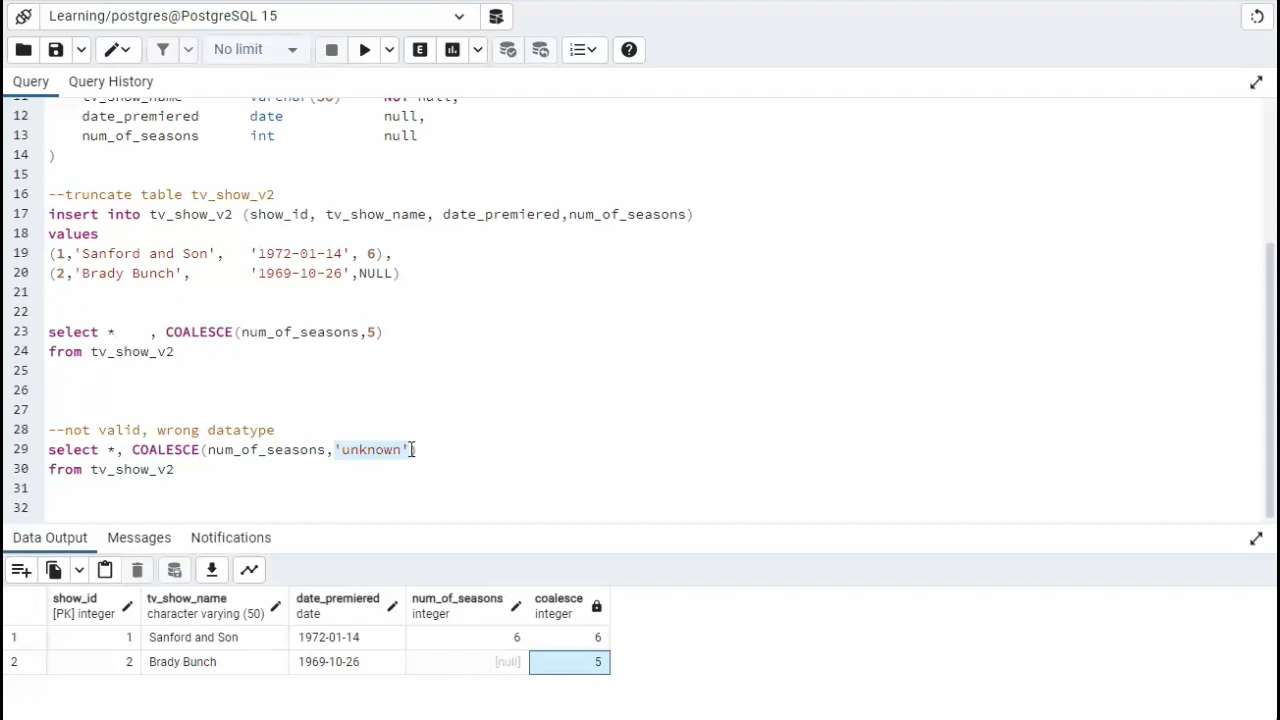 Learning/postgres@PostgreSQL 15
No limit
E
Query Query History
11 tv_show_name varchar(50) NOT null,
12 date_premiered date null,
13 num_of_seasons int null
14 )
15
16 --truncate table tv_show_v2
17 insert into tv_show_v2 (show_id, tv_show_name, date_premiered,num_of_seasons)
18 values
19 (1,'Sanford and Son', '1972-01-14', 6),
20 (2,'Brady Bunch', '1969-10-26',NULL)
21
22
23 select * , COALESCE(num_of_seasons,5)
24 from tv_show_v2
25
26
27
28 --not valid, wrong datatype
29 select *, COALESCE(num_of_seasons,'unknown')
30 from tv_show_v2
31
32
Data Output Messages Notifications
show_id tv_show_name date_premiered num_of_seasons coalesce
[PK] integer character varying (50) date integer integer
1 1 Sanford and Son 1972-01-14 6 6
2 2 Brady Bunch 1969-10-26 [null] 5